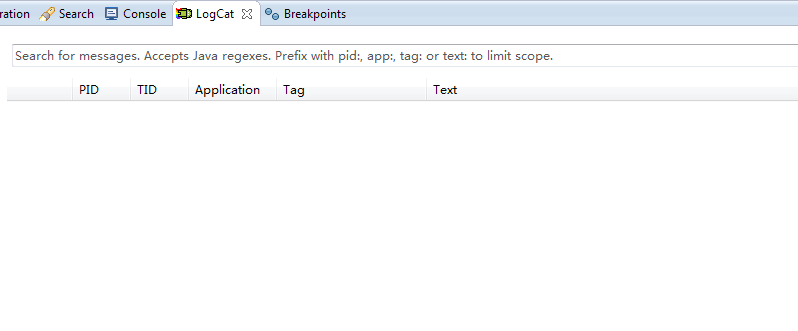 ration Search Console LogCat Breakpoints
Search for messages. Accepts Java regexes. Prefix with pid:, app:, tag: or text: to limit scope.
PID TID Application Tag Text